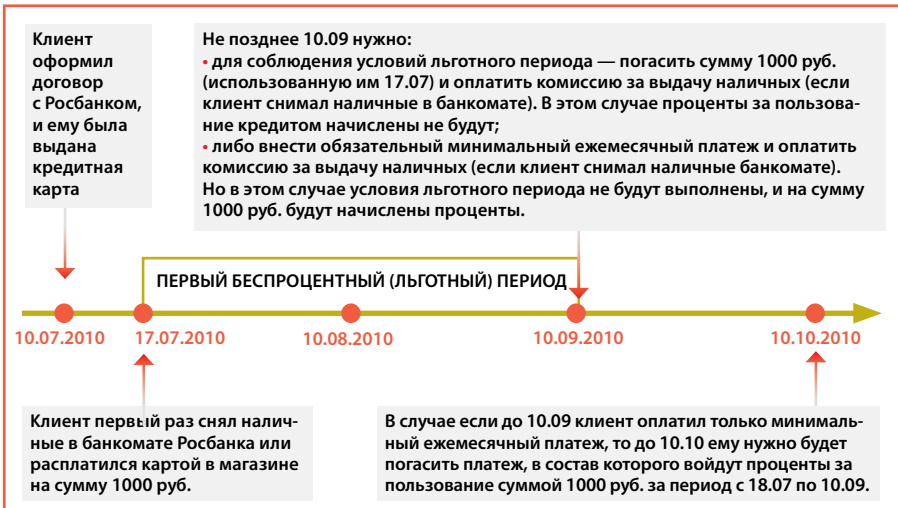 Клиент
оформил
договор
с Росбанком,
и ему была
выдана
кредитная
карта
Не позднее 10.09 нужно:
• для соблюдения условий льготного периода — погасить сумму 1000 руб.
(использованную им 17.07) и оплатить комиссию за выдачу наличных (если
клиент снимал наличные в банкомате). В этом случае проценты за пользова-
ние кредитом начислены не будут;
• либо внести обязательный минимальный ежемесячный платеж и оплатить
комиссию за выдачу наличных (если клиент снимал наличные банкомате).
Но в этом случае условия льготного периода не будут выполнены, и на сумму
1000 руб. будут начислены проценты.
ПЕРВЫЙ БЕСПРОЦЕНТНЫЙ (ЛЬГОТНЫЙ) ПЕРИОД
10.07.2010 17.07.2010 10.08.2010 10.09.2010 10.10.2010
Клиент первый раз снял налич-
ные в банкомате Росбанка или
расплатился картой в магазине
на сумму 1000 руб.
В случае если до 10.09 клиент оплатил только минималь-
ный ежемесячный платеж, то до 10.10 ему нужно будет
погасить платеж, в состав которого войдут проценты за
пользование суммой 1000 руб. за период с 18.07 по 10.09.